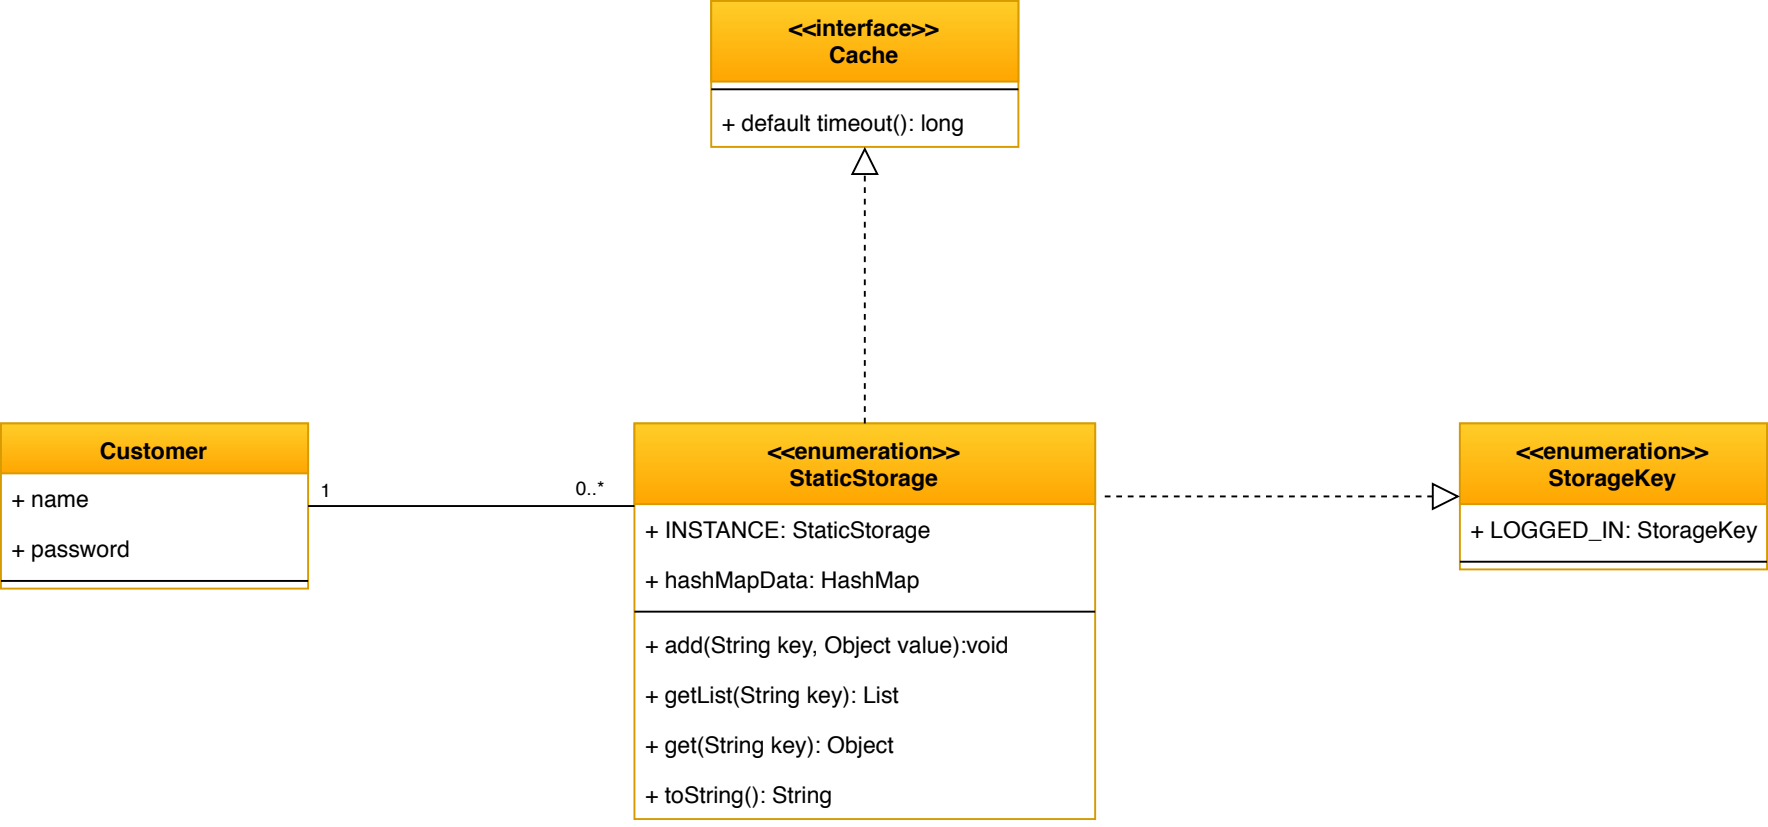 <<interface>>
Cache
+ default timeout(): long
Customer
+ name
+ password
1
0..*
<<enumeration>>
StaticStorage
+ INSTANCE: StaticStorage
+ hashMapData: HashMap
+ add(String key, Object value):void
+ getList(String key): List
+ get(String key): Object
+ toString(): String
<<enumeration>>
StorageKey
+ LOGGED_IN: StorageKey